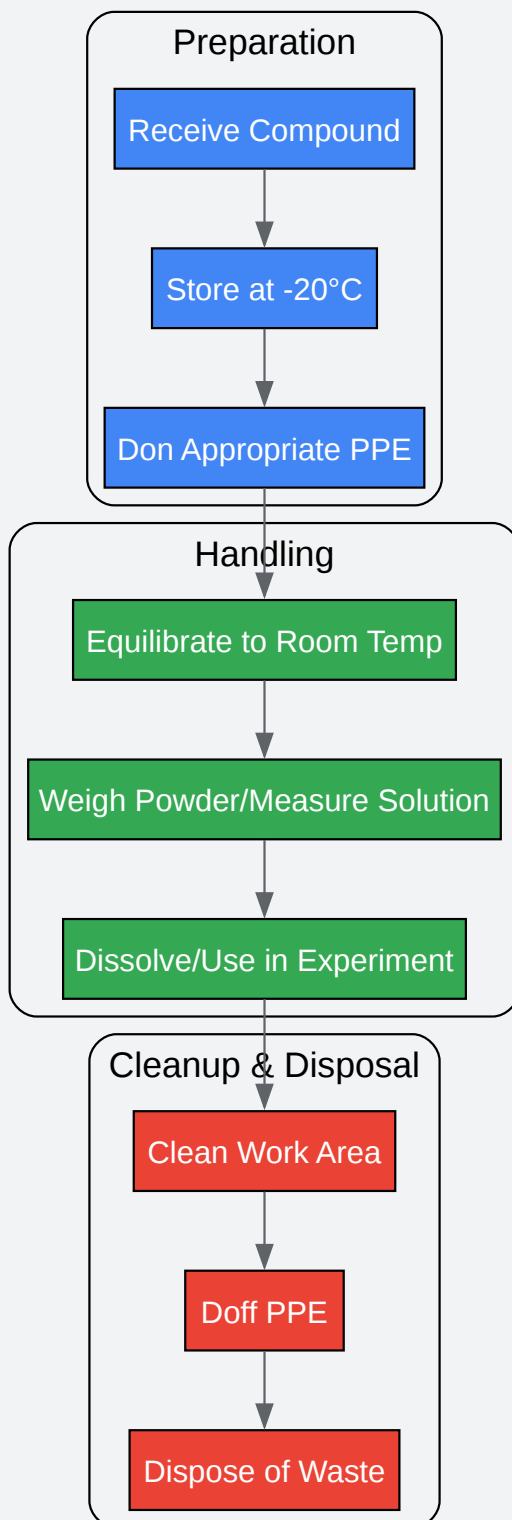 Preparation
Receive Compound
Store at -20°C
Don Appropriate PPE
Handling
Equilibrate to Room Temp
Weigh Powder/Measure Solution
Dissolve/Use in Experiment
Cleanup & Disposal
Clean Work Area
Doff PPE
Dispose of Waste